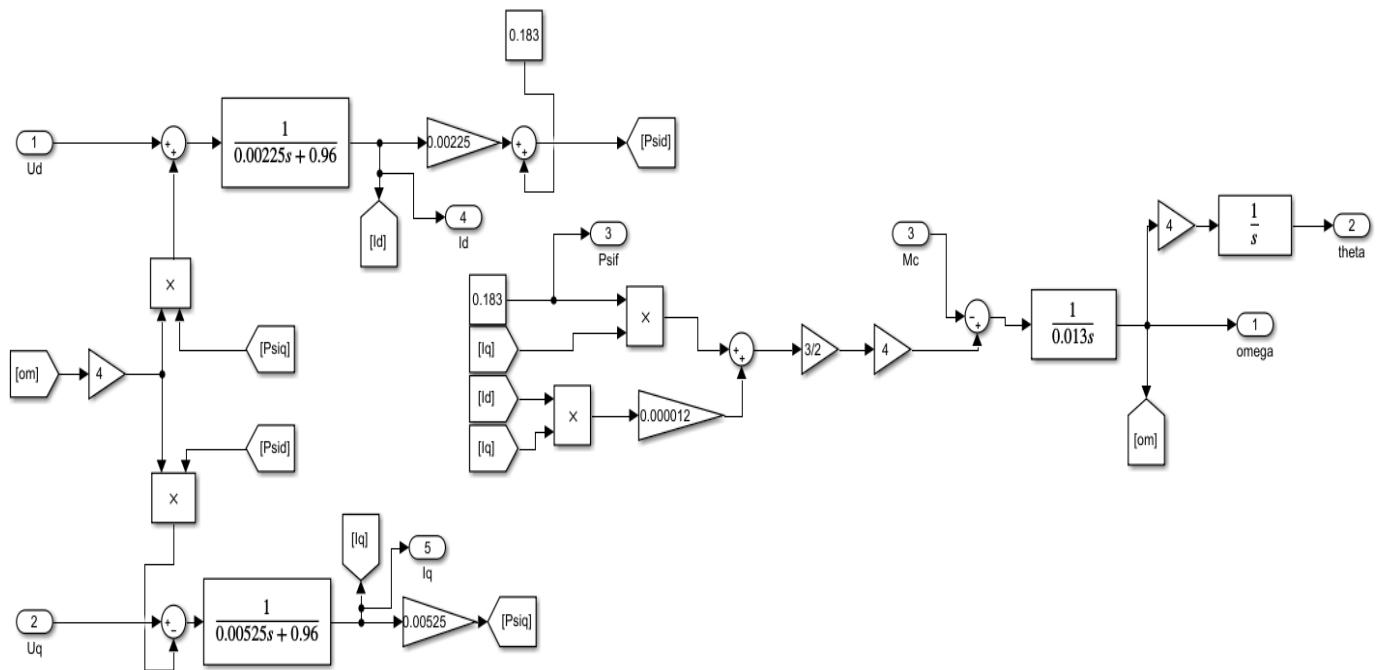 0.183
1
Ud
+
+
1
0.00225s + 0.96
0.00225
+
+
[Psid]
[Id]
4
Id
×
[om]
4
[Psiq]
[Psid]
×
3
Psif
0.183
[Iq]
×
[Id]
[Iq]
×
0.000012
+
+
3/2
4
3
Mc
-
+
1
0.013s
4
1
s
2
theta
1
omega
[om]
2
Uq
+
-
1
0.00525s + 0.96
[Iq]
5
Iq
0.00525
[Psiq]